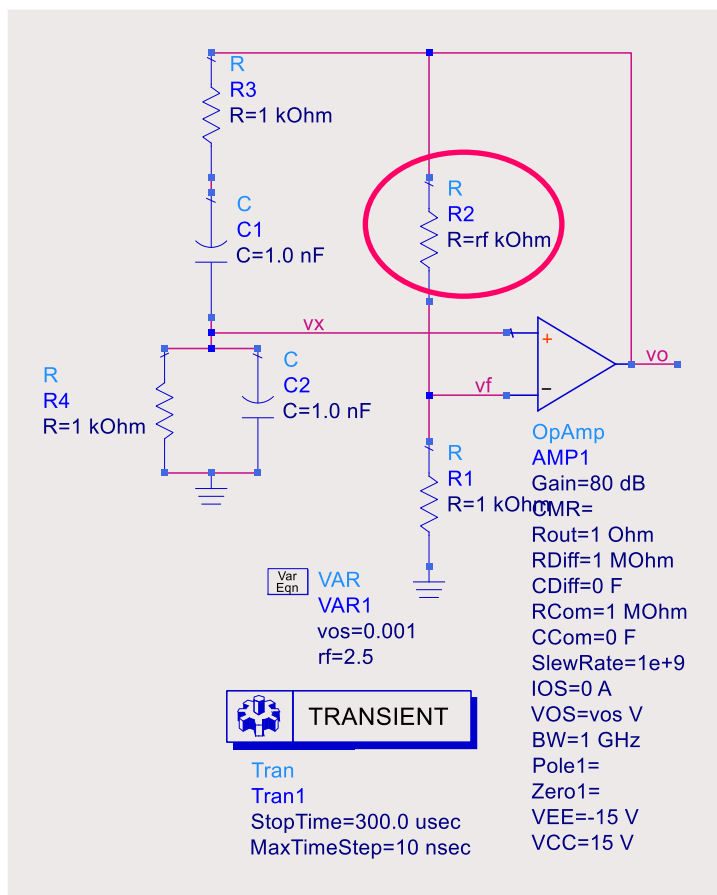 R
R3
R=1 kOhm
C
C1
C=1.0 nF
R
R2
R=rf kOhm
vx
+
vo
vf
−
R
R4
R=1 kOhm
C
C2
C=1.0 nF
R
R1
R=1 kOhm
OpAmp
AMP1
Gain=80 dB
CMR=
Rout=1 Ohm
RDiff=1 MOhm
CDiff=0 F
RCom=1 MOhm
CCom=0 F
SlewRate=1e+9
IOS=0 A
VOS=vos V
BW=1 GHz
Pole1=
Zero1=
VEE=-15 V
VCC=15 V
Var
Eqn
VAR
VAR1
vos=0.001
rf=2.5
TRANSIENT
Tran
Tran1
StopTime=300.0 usec
MaxTimeStep=10 nsec